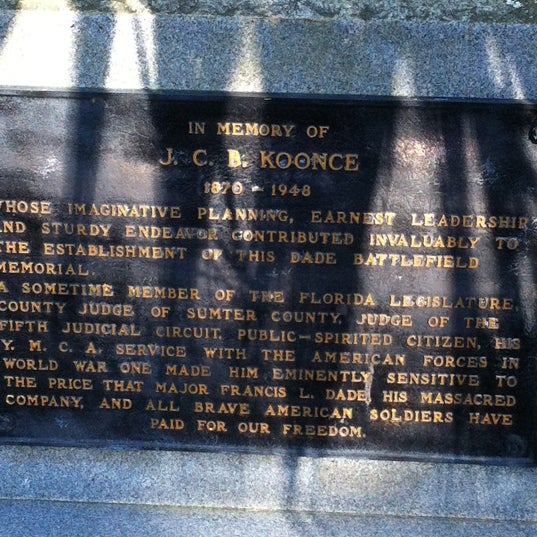 IN MEMORY OF
J. C. B. KOONCE
1870 - 1948
WHOSE IMAGINATIVE PLANNING, EARNEST LEADERSHIP
AND STURDY ENDEAVOR CONTRIBUTED INVALUABLY TO
THE ESTABLISHMENT OF THIS DADE BATTLEFIELD
MEMORIAL.
A SOMETIME MEMBER OF THE FLORIDA LEGISLATURE,
COUNTY JUDGE OF SUMTER COUNTY, JUDGE OF THE
FIFTH JUDICIAL CIRCUIT, PUBLIC-SPIRITED CITIZEN, HIS
Y. M. C. A. SERVICE WITH THE AMERICAN FORCES IN
WORLD WAR ONE MADE HIM EMINENTLY SENSITIVE TO
THE PRICE THAT MAJOR FRANCIS L. DADE, HIS MASSACRED
COMPANY, AND ALL BRAVE AMERICAN SOLDIERS HAVE
PAID FOR OUR FREEDOM.